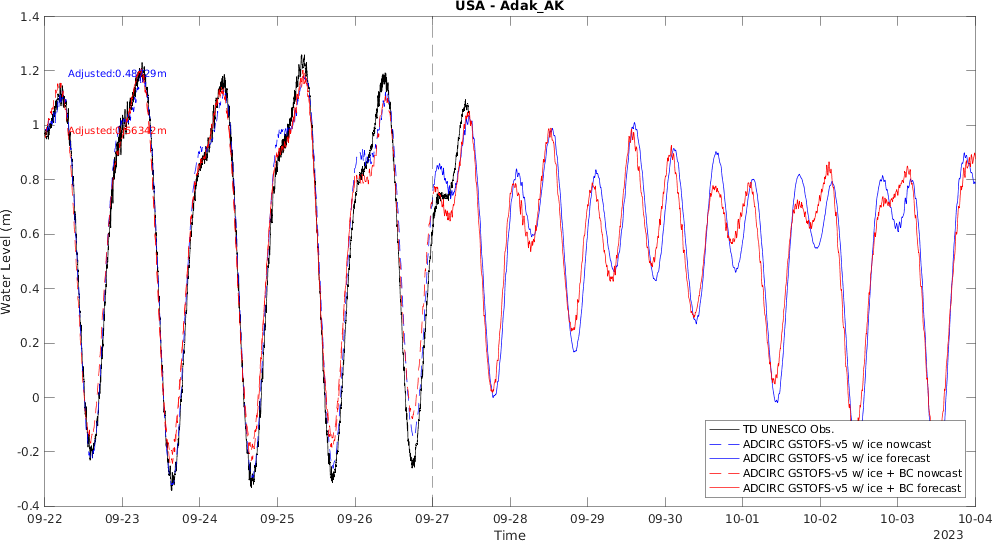 USA - Adak_AK
1.4
1.2
1
0.8
0.6
0.4
0.2
0
-0.2
-0.4
Water Level (m)
Adjusted:0.48
29m
Adjusted:0.56342m
TD UNESCO Obs.
ADCIRC GSTOFS-v5 w/ ice nowcast
ADCIRC GSTOFS-v5 w/ ice forecast
ADCIRC GSTOFS-v5 w/ ice + BC nowcast
ADCIRC GSTOFS-v5 w/ ice + BC forecast
09-22 09-23 09-24 09-25 09-26 09-27 09-28 09-29 09-30 10-01 10-02 10-03 10-04
Time
2023